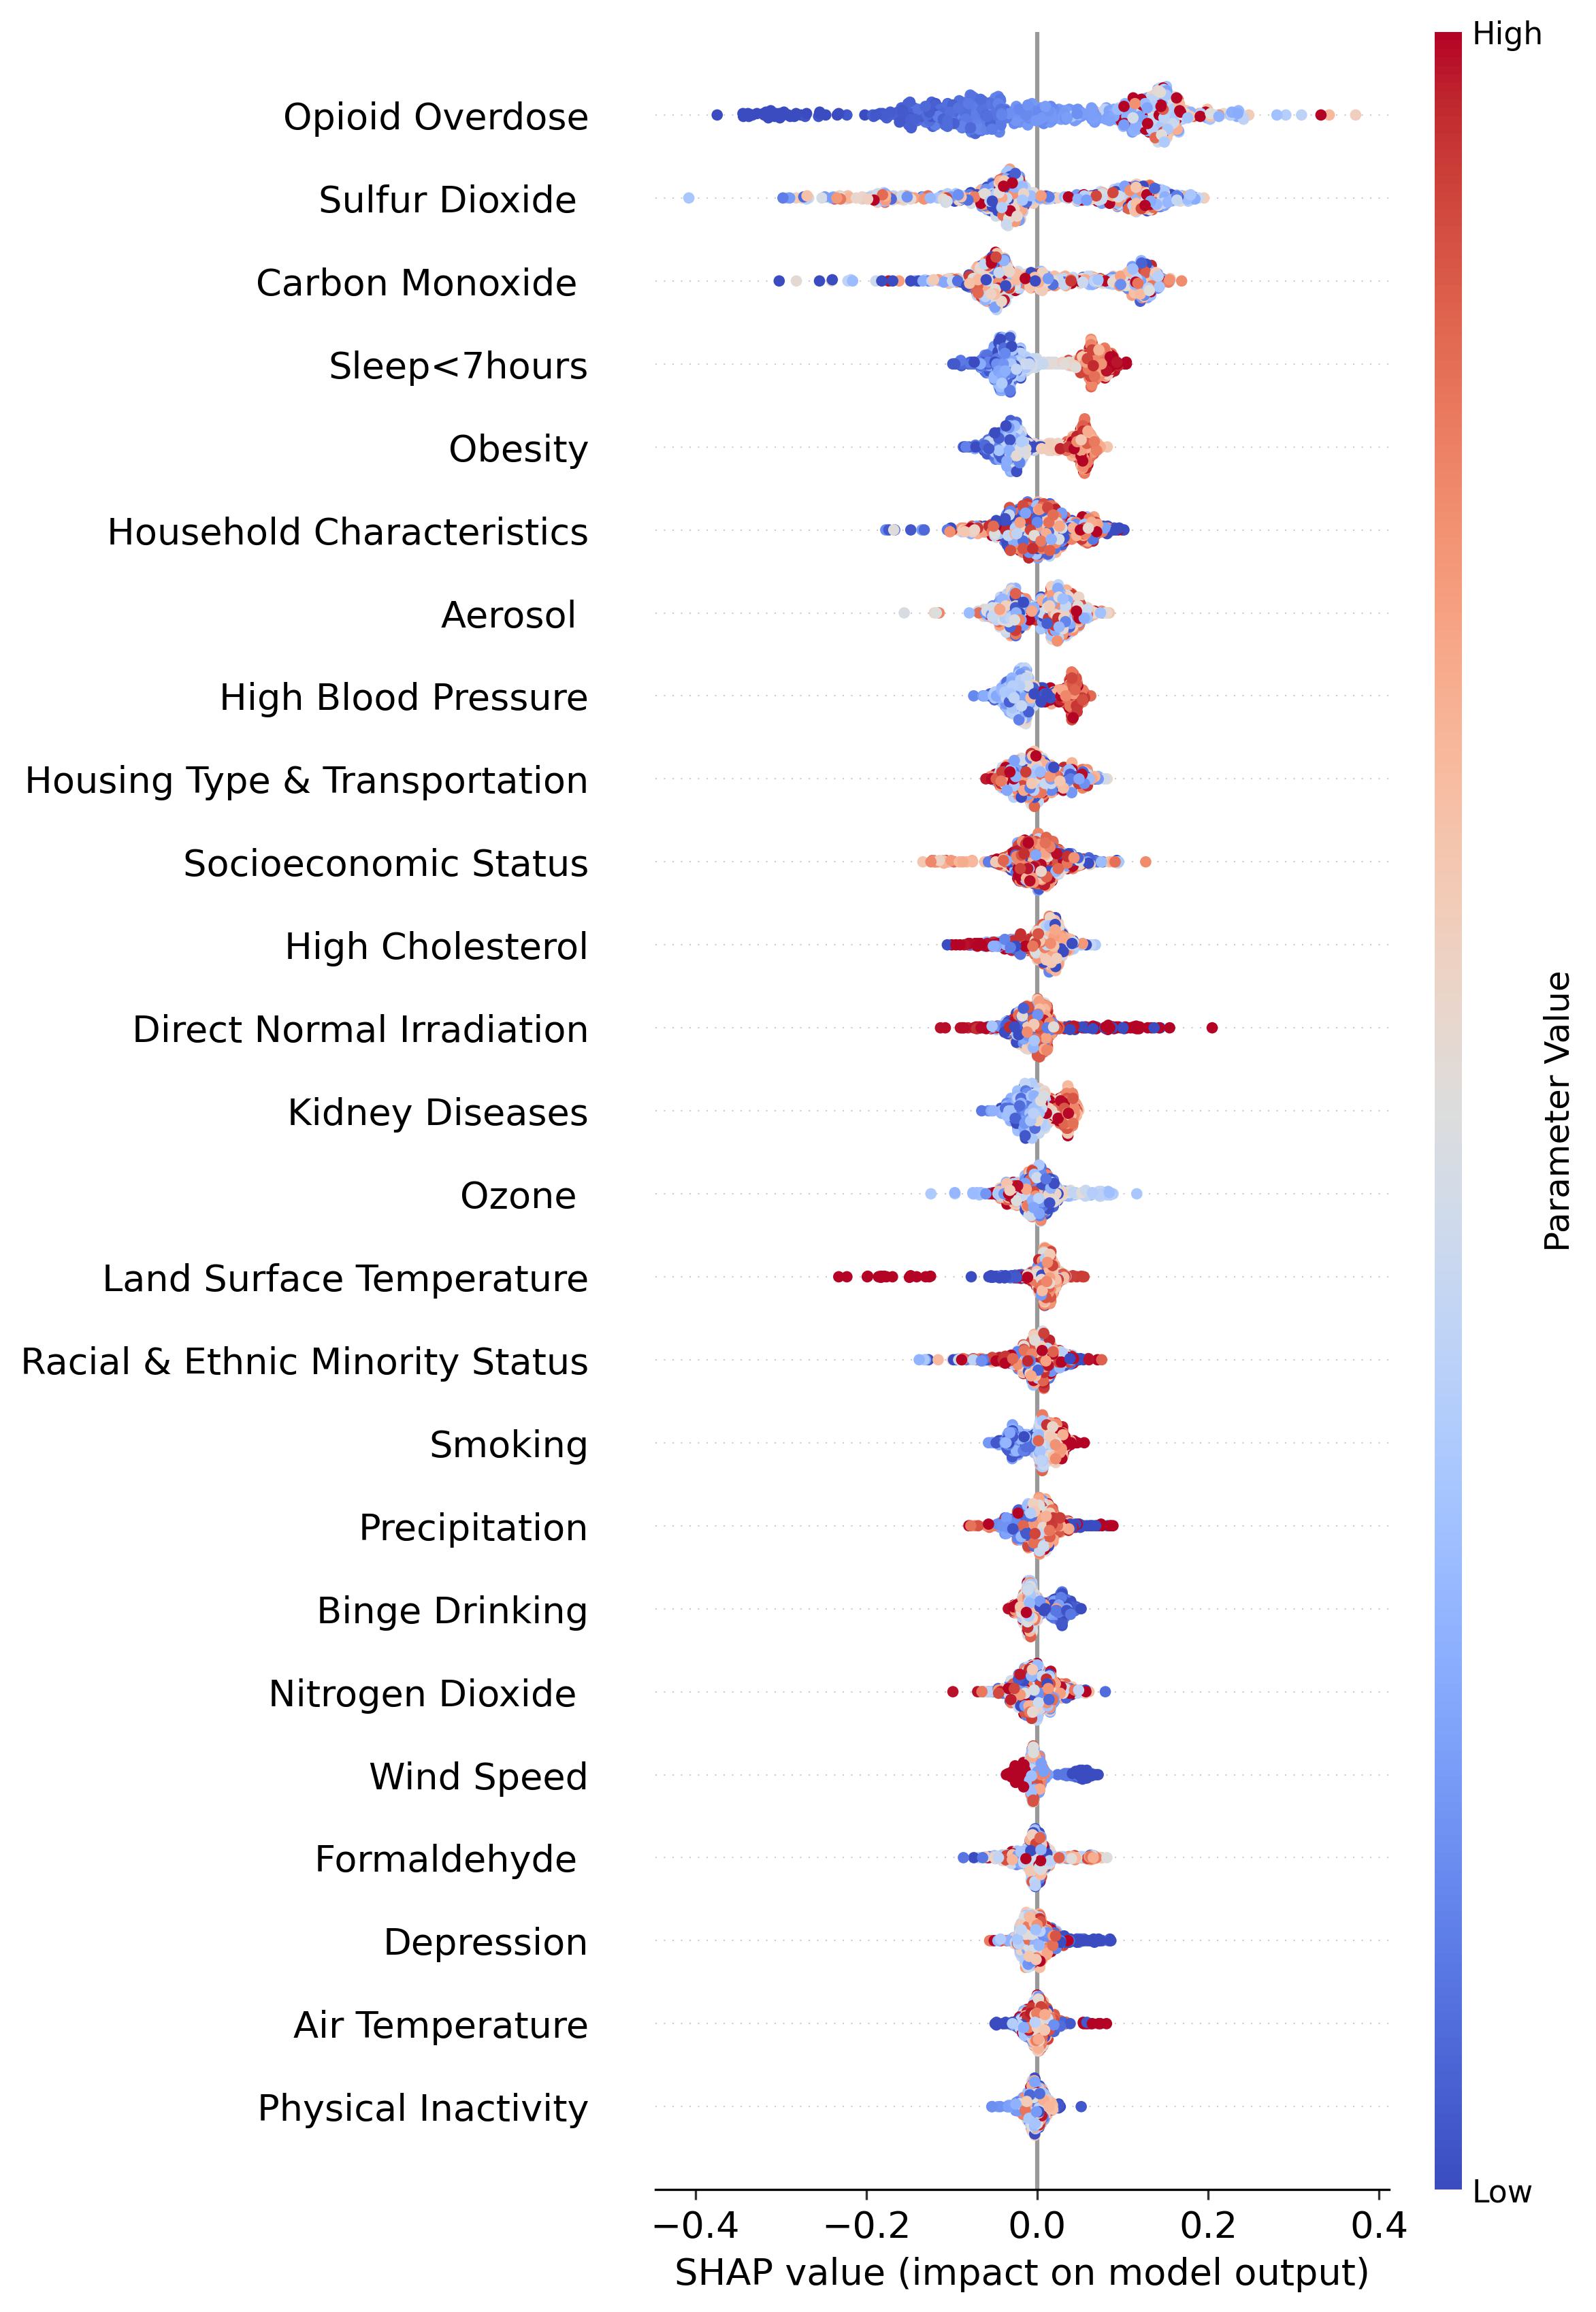 High
Opioid Overdose
Sulfur Dioxide
Carbon Monoxide
Sleep<7hours
Obesity
Household Characteristics
Aerosol
High Blood Pressure
Housing Type & Transportation
Socioeconomic Status
High Cholesterol
Direct Normal Irradiation
Kidney Diseases
Ozone
Land Surface Temperature
Racial & Ethnic Minority Status
Smoking
Precipitation
Binge Drinking
Nitrogen Dioxide
Wind Speed
Formaldehyde
Depression
Air Temperature
Physical Inactivity
Parameter Value
Low
−0.4 −0.2 0.0 0.2 0.4
SHAP value (impact on model output)